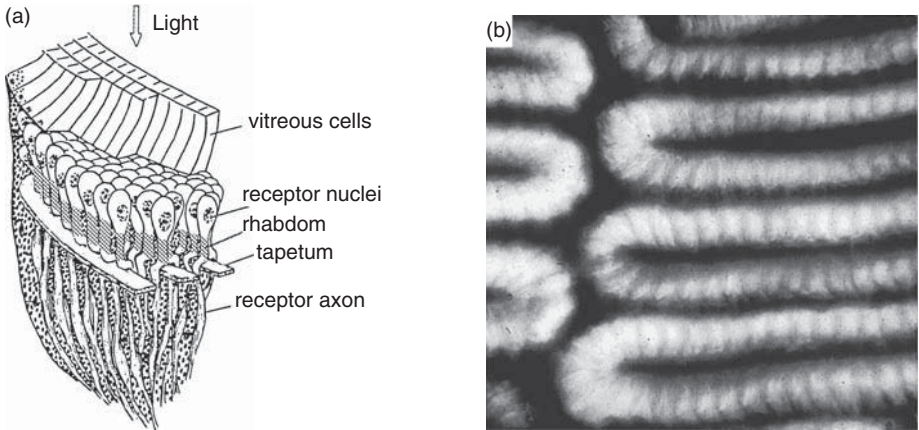 (a)
Light
vitreous cells
receptor nuclei
rhabdom
tapetum
receptor axon
(b)